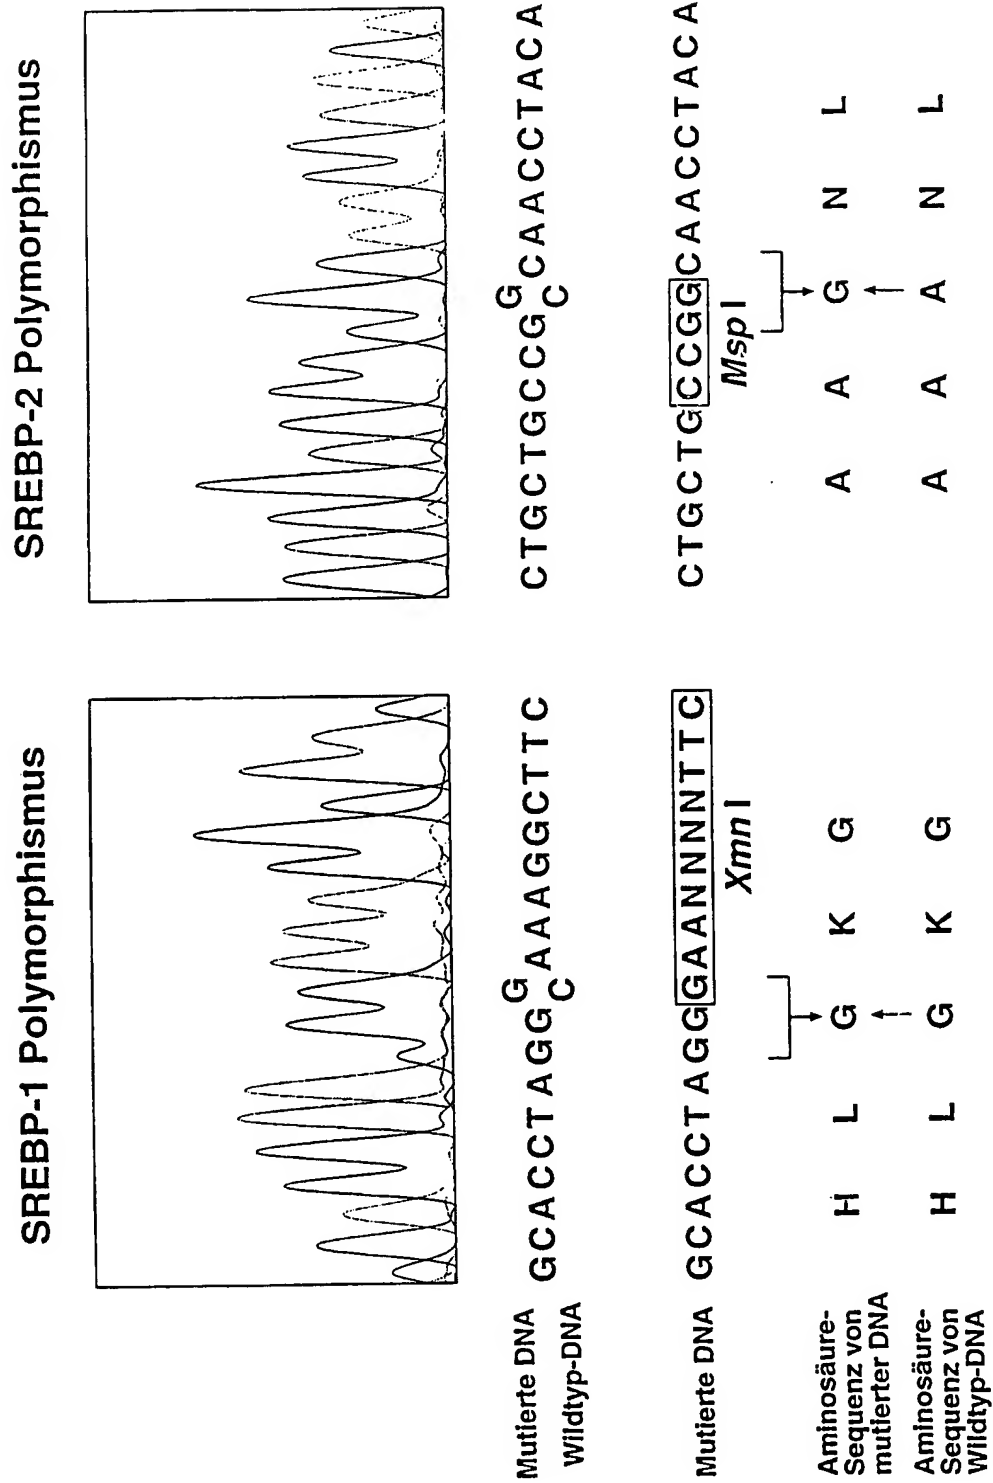 SREBP-1 Polymorphismus
SREBP-2 Polymorphismus
G
G
Mutierte DNA
GCACCTAGG AAAGGCTTC
CTGCTGCCG CAACCTACA
Wildtyp-DNA
C
C
Mutierte DNA
GCACCTAGGGAANNNNTTC
CTGCTGCCGGCAACCTACA
Xmn I
Msp I
Aminosäure-
Sequenz von
mutierter DNA
H L G K G
A A G N L
Aminosäure-
Sequenz von
Wildtyp-DNA
H L G K G
A A A N L